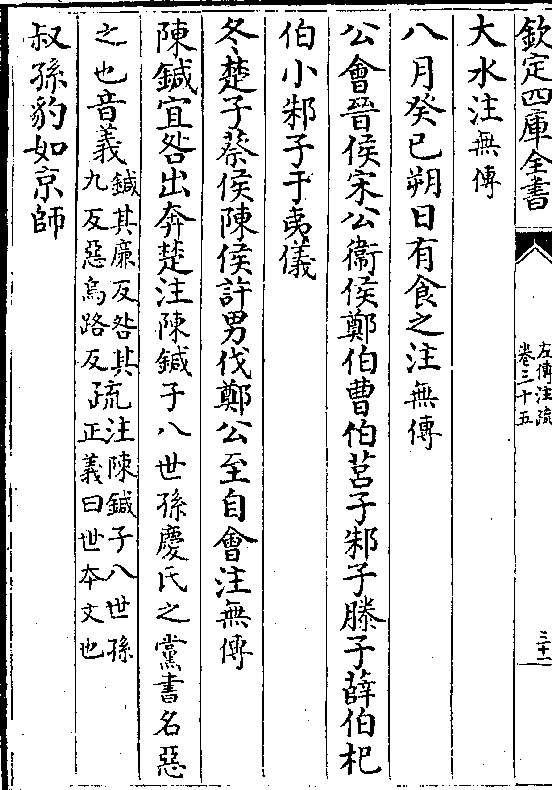 欽定四庫全書
左傳注疏
卷三十五
三十一
大水注無傳
八月癸巳朔日有食之注無傳
公會晉侯宋公衞侯鄭伯曹伯莒子邾子滕子薛伯杞
伯小邾子于夷儀
冬楚子蔡侯陳侯許男伐鄭公至自會注無傳
陳鍼宜咎出奔楚注陳鍼子八世孫慶氏之黨書名惡
之也音義鍼其廉反咎其九反惡烏路反疏注陳鍼子八世孫正義曰世本文也
叔孫豹如京師